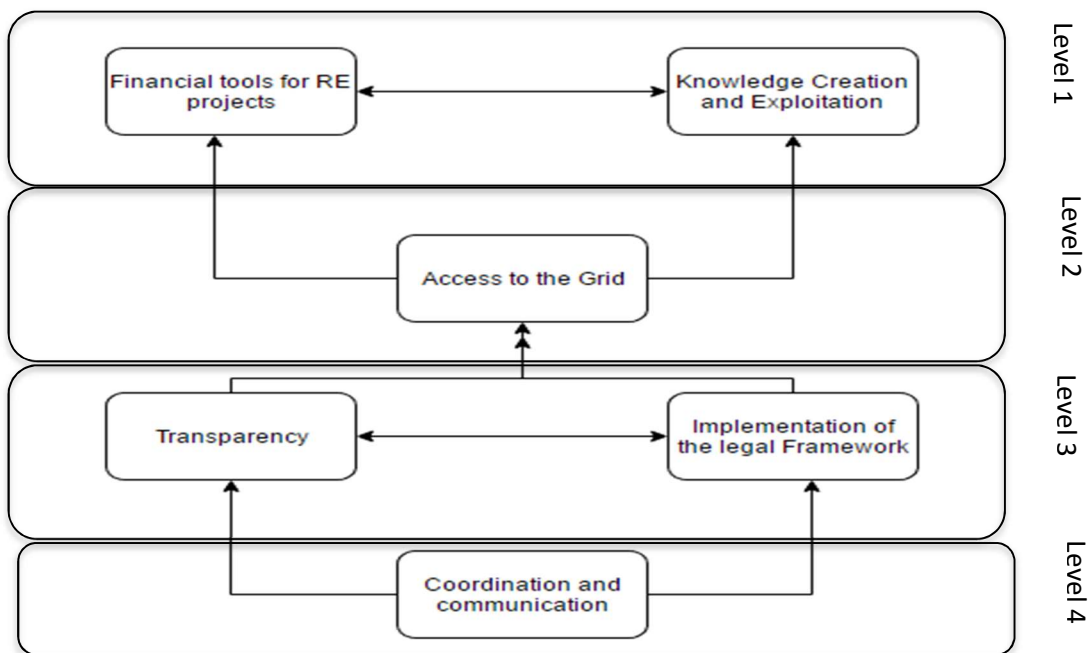 Financial tools for RE
projects
Knowledge Creation
and Exploitation
Level 1
Access to the Grid
Level 2
Transparency
Implementation of
the legal Framework
Level 3
Coordination and
communication
Level 4